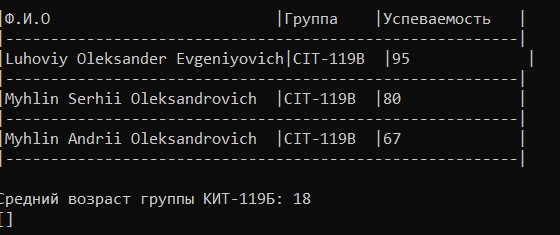 |Ф.И.О |Группа |Успеваемость |
|----------------------------------------------------|
|Luhoviy Oleksander Evgeniyovich|CIT-119B |95 |
|----------------------------------------------------|
|Myhlin Serhii Oleksandrovich |CIT-119B |80 |
|----------------------------------------------------|
|Myhlin Andrii Oleksandrovich |CIT-119B |67 |
|----------------------------------------------------|
Средний возраст группы КИТ-119Б: 18
[]